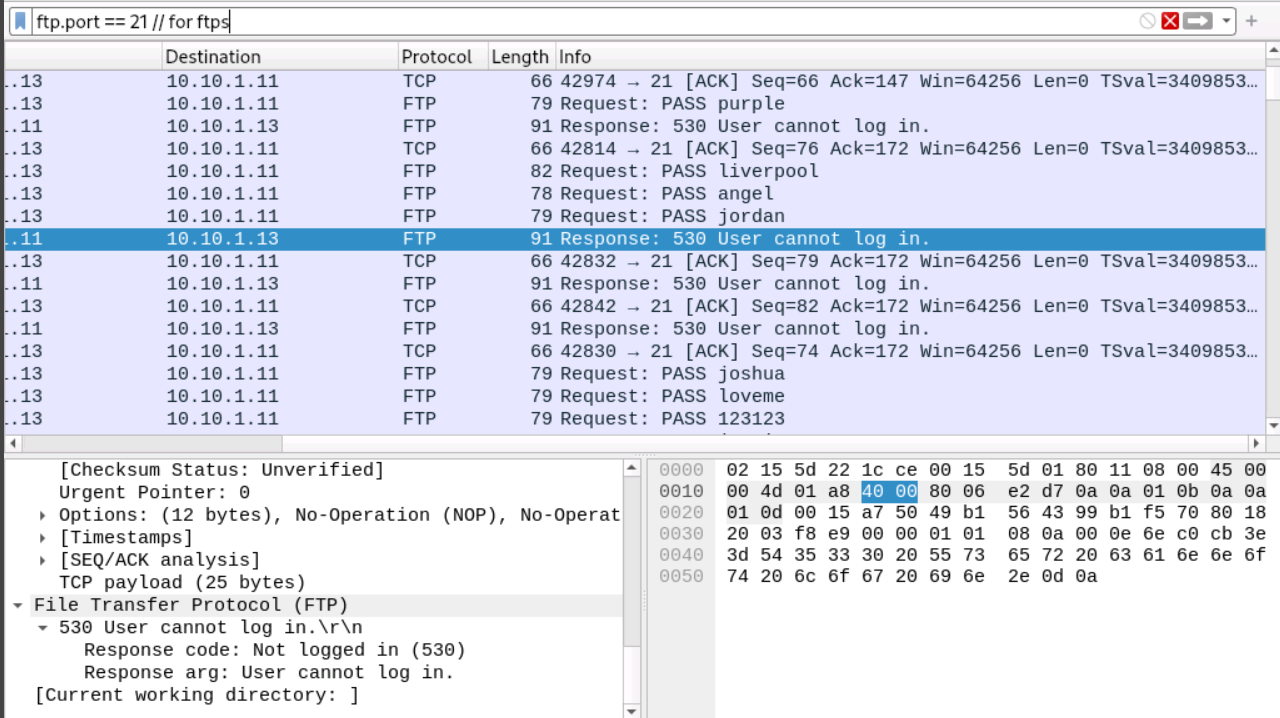 ftp.port == 21 // for ftps
Destination Protocol Length Info
..13 10.10.1.11 TCP 66 42974 → 21 [ACK] Seq=66 Ack=147 Win=64256 Len=0 TSval=3409853…
..13 10.10.1.11 FTP 79 Request: PASS purple
..11 10.10.1.13 FTP 91 Response: 530 User cannot log in.
..13 10.10.1.11 TCP 66 42814 → 21 [ACK] Seq=76 Ack=172 Win=64256 Len=0 TSval=3409853…
..13 10.10.1.11 FTP 82 Request: PASS liverpool
..13 10.10.1.11 FTP 78 Request: PASS angel
..13 10.10.1.11 FTP 79 Request: PASS jordan
..11 10.10.1.13 FTP 91 Response: 530 User cannot log in.
..13 10.10.1.11 TCP 66 42832 → 21 [ACK] Seq=79 Ack=172 Win=64256 Len=0 TSval=3409853…
..11 10.10.1.13 FTP 91 Response: 530 User cannot log in.
..13 10.10.1.11 TCP 66 42842 → 21 [ACK] Seq=82 Ack=172 Win=64256 Len=0 TSval=3409853…
..11 10.10.1.13 FTP 91 Response: 530 User cannot log in.
..13 10.10.1.11 TCP 66 42830 → 21 [ACK] Seq=74 Ack=172 Win=64256 Len=0 TSval=3409853…
..13 10.10.1.11 FTP 79 Request: PASS joshua
..13 10.10.1.11 FTP 79 Request: PASS loveme
..13 10.10.1.11 FTP 79 Request: PASS 123123
[Checksum Status: Unverified]
Urgent Pointer: 0
Options: (12 bytes), No-Operation (NOP), No-Operat
[Timestamps]
[SEQ/ACK analysis]
TCP payload (25 bytes)
File Transfer Protocol (FTP)
530 User cannot log in.\r\n
Response code: Not logged in (530)
Response arg: User cannot log in.
[Current working directory: ]
0000 02 15 5d 22 1c ce 00 15 5d 01 80 11 08 00 45 00
0010 00 4d 01 a8 40 00 80 06 e2 d7 0a 0a 01 0b 0a 0a
0020 01 0d 00 15 a7 50 49 b1 56 43 99 b1 f5 70 80 18
0030 20 03 f8 e9 00 00 01 01 08 0a 00 0e 6e c0 cb 3e
0040 3d 54 35 33 30 20 55 73 65 72 20 63 61 6e 6e 6f
0050 74 20 6c 6f 67 20 69 6e 2e 0d 0a